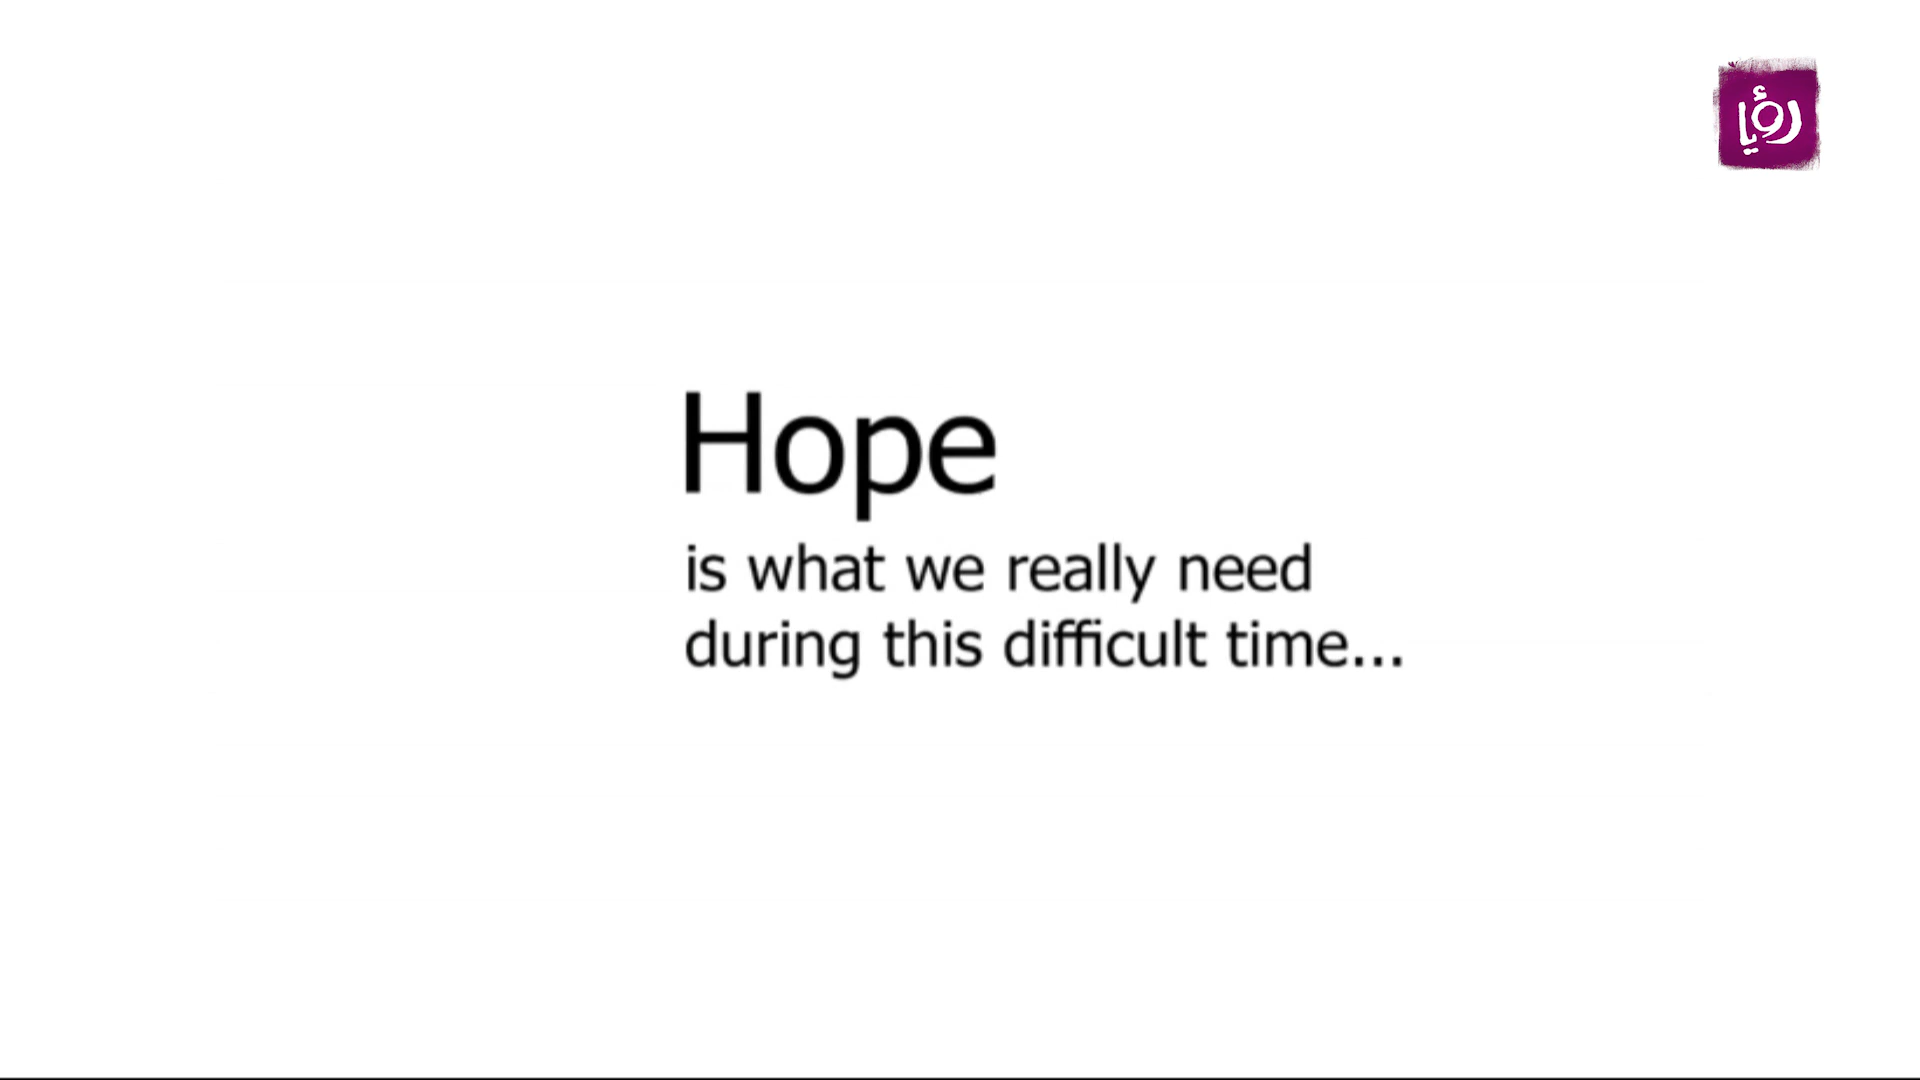 رؤيا
Hope
is what we really need
during this difficult time...